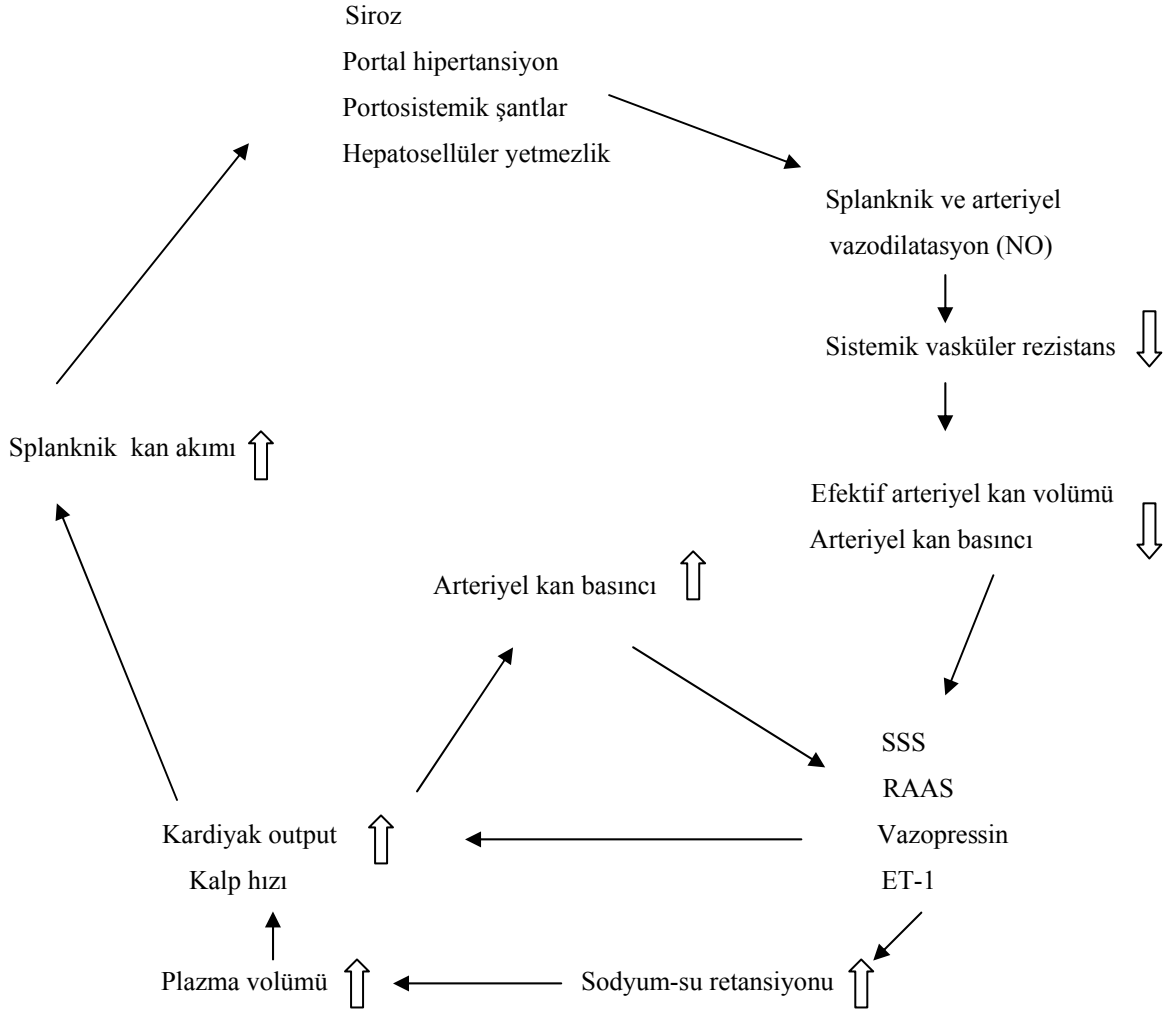 Siroz
Portal hipertansiyon
Portosistemik şantlar
Hepatosellüler yetmezlik
Splanknik ve arteriyel
vazodilatasyon (NO)
Sistemik vasküler rezistans
Efektif arteriyel kan volümü
Arteriyel kan basıncı
Splanknik kan akımı
Arteriyel kan basıncı
SSS
RAAS
Vazopressin
ET-1
Kardiyak output
Kalp hızı
Plazma volümü
Sodyum-su retansiyonu